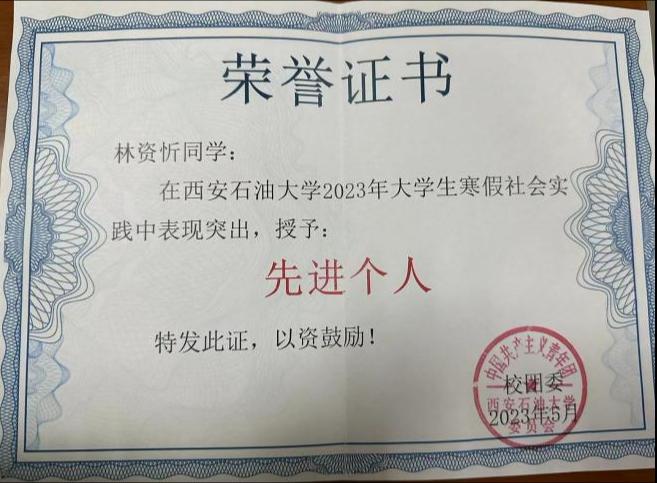 荣誉证书
林资忻同学：
在西安石油大学2023年大学生寒假社会实
践中表现突出，授予：
先进个人
特发此证，以资鼓励！
中国共产主义青年团
校团委
西安石油大学
2023年5月
委员会